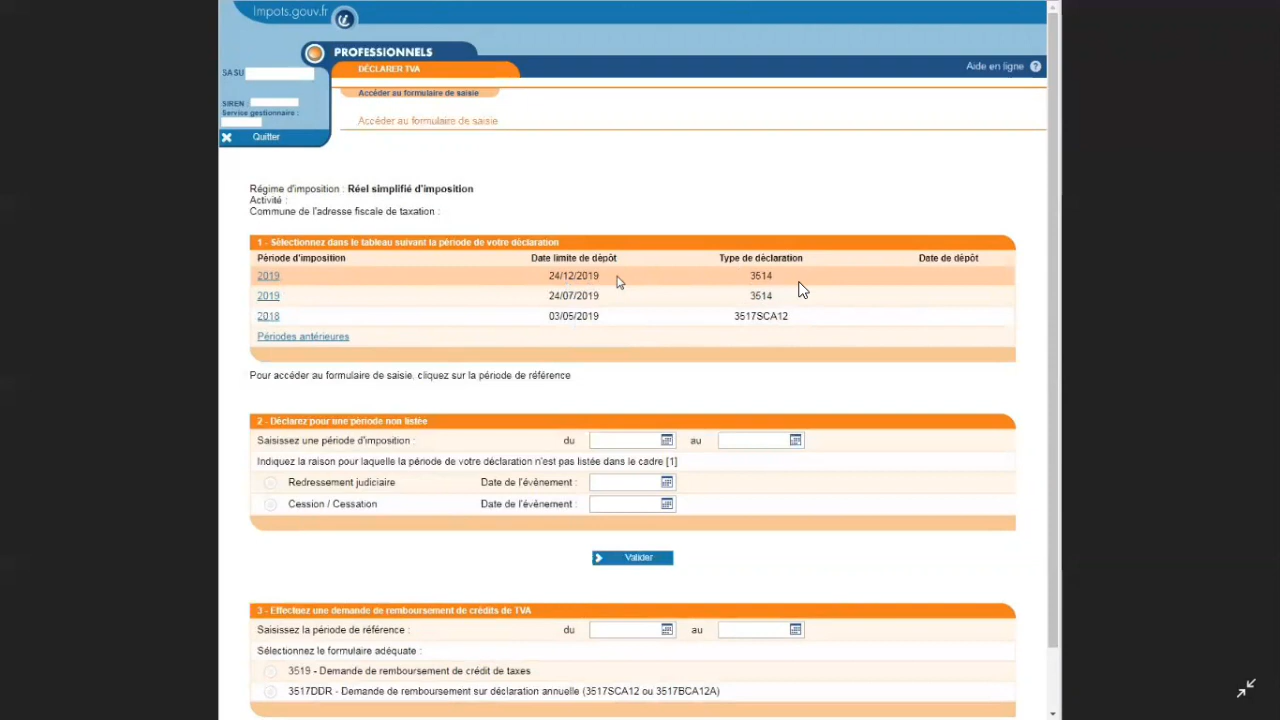 Impots.gouv.fr
PROFESSIONNELS
SASU
DÉCLARER TVA
Aide en ligne ?
Accéder au formulaire de saisie
SIREN
Service gestionnaire :
Accéder au formulaire de saisie
Quitter
Régime d'imposition : Réel simplifié d'imposition
Activité :
Commune de l'adresse fiscale de taxation :
1 - Sélectionnez dans le tableau suivant la période de votre déclaration
Période d'imposition Date limite de dépôt Type de déclaration Date de dépôt
2019 24/12/2019 3514
2019 24/07/2019 3514
2018 03/05/2019 3517SCA12
Périodes antérieures
Pour accéder au formulaire de saisie, cliquez sur la période de référence
2 - Déclarez pour une période non listée
Saisissez une période d'imposition : du au
Indiquez la raison pour laquelle la période de votre déclaration n'est pas listée dans le cadre [1]
Redressement judiciaire Date de l'évènement :
Cession / Cessation Date de l'évènement :
Valider
3 - Effectuez une demande de remboursement de crédits de TVA
Saisissez la période de référence : du au
Sélectionnez le formulaire adéquate :
3519 - Demande de remboursement de crédit de taxes
3517DDR - Demande de remboursement sur déclaration annuelle (3517SCA12 ou 3517BCA12A)